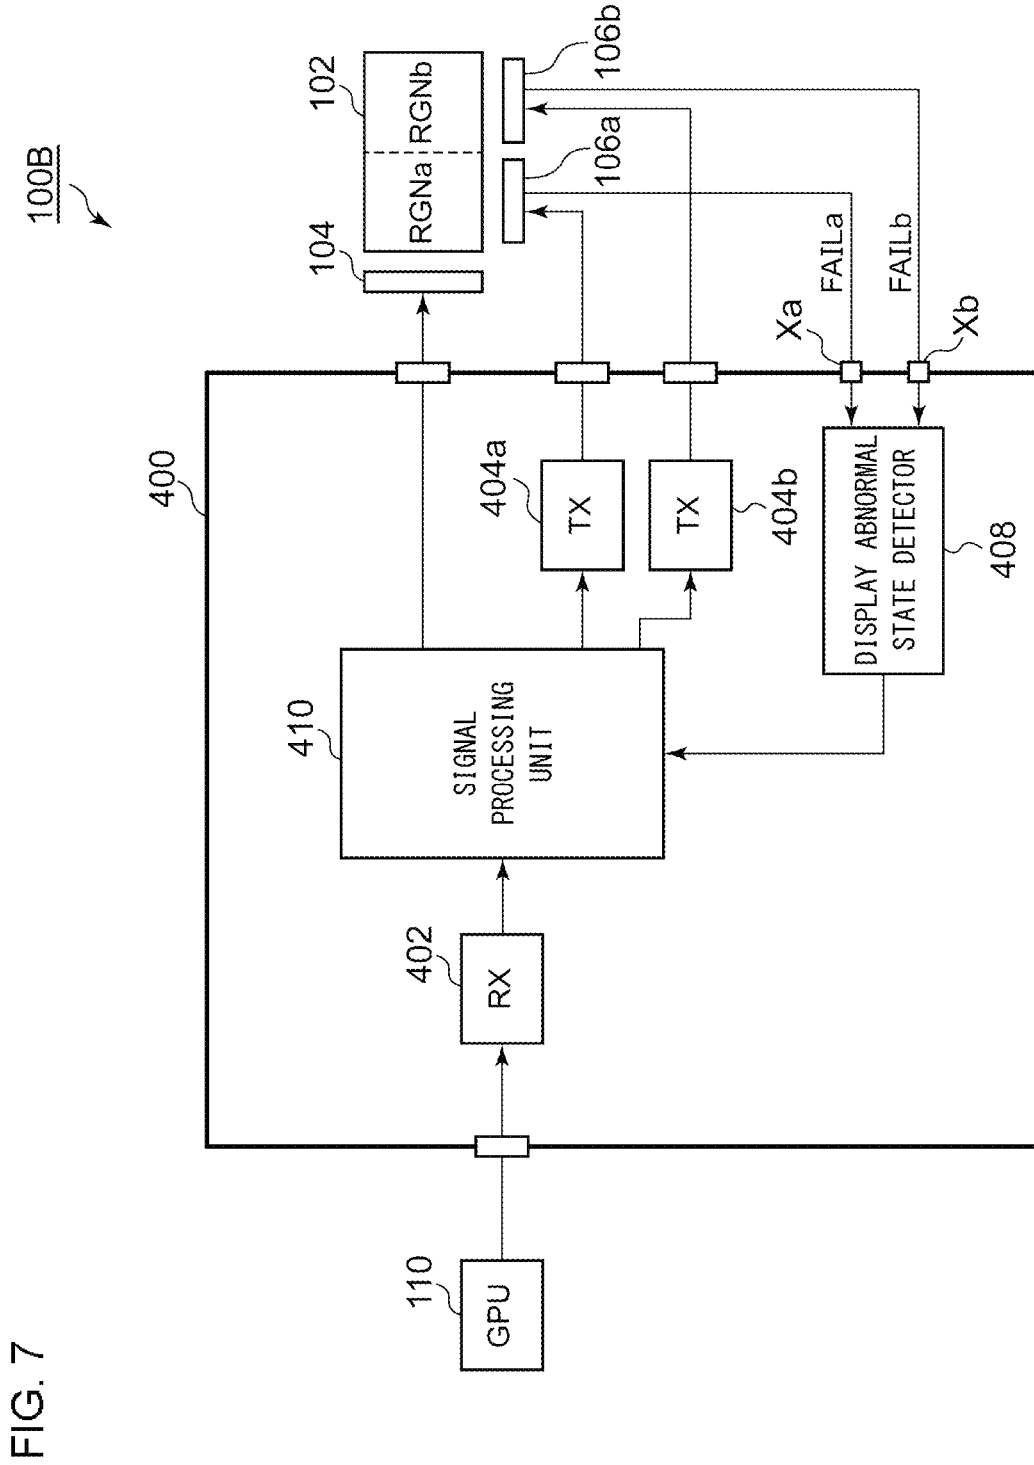 FIG. 7
100B
110
GPU
400
402
RX
410
SIGNAL
PROCESSING
UNIT
404a
TX
404b
TX
408
DISPLAY ABNORMAL
STATE DETECTOR
Xa
Xb
FAILa
FAILb
104
102
RGNa
RGNb
106a
106b